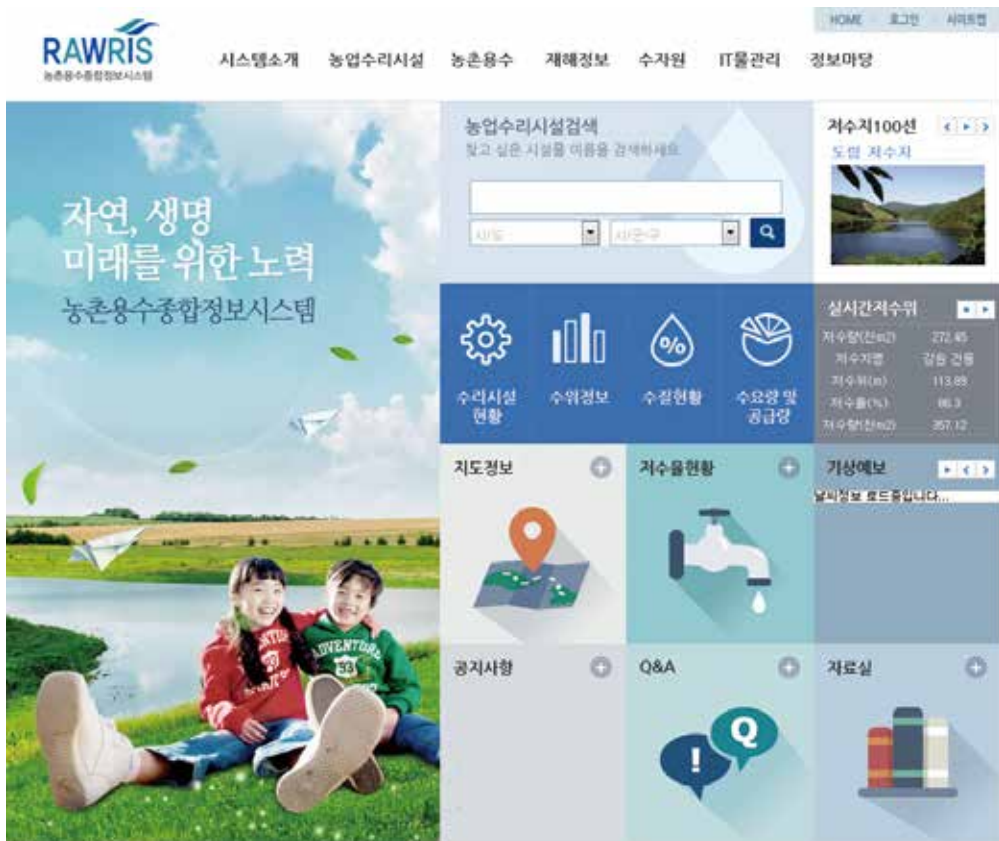 HOME 로그인 사이트맵
RAWRIS
농촌용수종합정보시스템
시스템소개 농업수리시설 농촌용수 재해정보 수자원 IT물관리 정보마당
자연, 생명
미래를 위한 노력
농촌용수종합정보시스템
농업수리시설검색
찾고 싶은 시설물 이름을 검색하세요
시/도 시/군·구
저수지100선
도림 저수지
수리시설
현황
수위정보
수질현황
수요량 및
공급량
실시간저수위
저수량(천m2) 272.45
저수지명 강원 건동
저수위(m) 113.89
저수율(%)
저수량(천m2) 357.12
지도정보
저수율현황
기상예보
날씨정보 로드중입니다...
공지사항
Q&A
자료실
ADVENTURE
93
Q
!